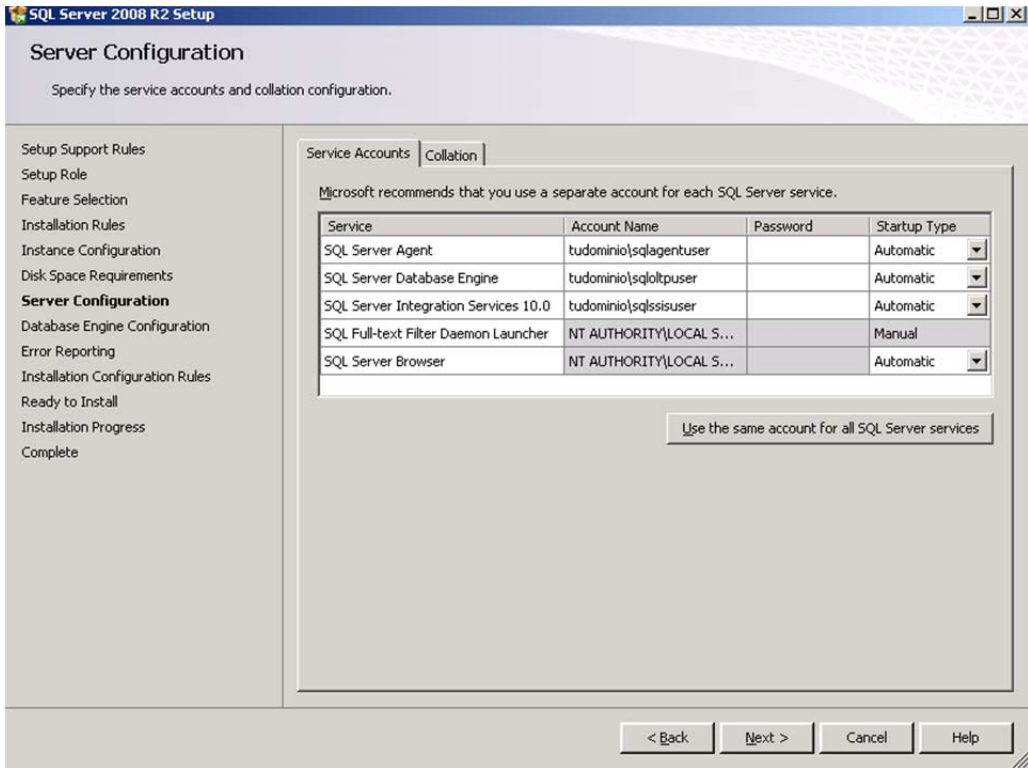 SQL Server 2008 R2 Setup
Server Configuration
Specify the service accounts and collation configuration.
Setup Support Rules
Setup Role
Feature Selection
Installation Rules
Instance Configuration
Disk Space Requirements
Server Configuration
Database Engine Configuration
Error Reporting
Installation Configuration Rules
Ready to Install
Installation Progress
Complete
Service Accounts Collation
Microsoft recommends that you use a separate account for each SQL Server service.
Service Account Name Password Startup Type
SQL Server Agent tudominio\sqlagentuser Automatic
SQL Server Database Engine tudominio\sqloltpuser Automatic
SQL Server Integration Services 10.0 tudominio\sqlssisuser Automatic
SQL Full-text Filter Daemon Launcher NT AUTHORITY\LOCAL S... Manual
SQL Server Browser NT AUTHORITY\LOCAL S... Automatic
Use the same account for all SQL Server services
< Back Next > Cancel Help